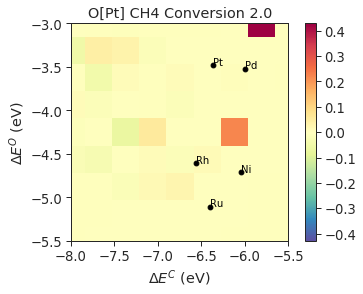 O[Pt] CH4 Conversion 2.0
−3.0
−3.5
−4.0
−4.5
−5.0
−5.5
ΔE^O (eV)
−8.0 −7.5 −7.0 −6.5 −6.0 −5.5
ΔE^C (eV)
Pt
Pd
Rh
Ni
Ru
0.4
0.3
0.2
0.1
0.0
−0.1
−0.2
−0.3
−0.4